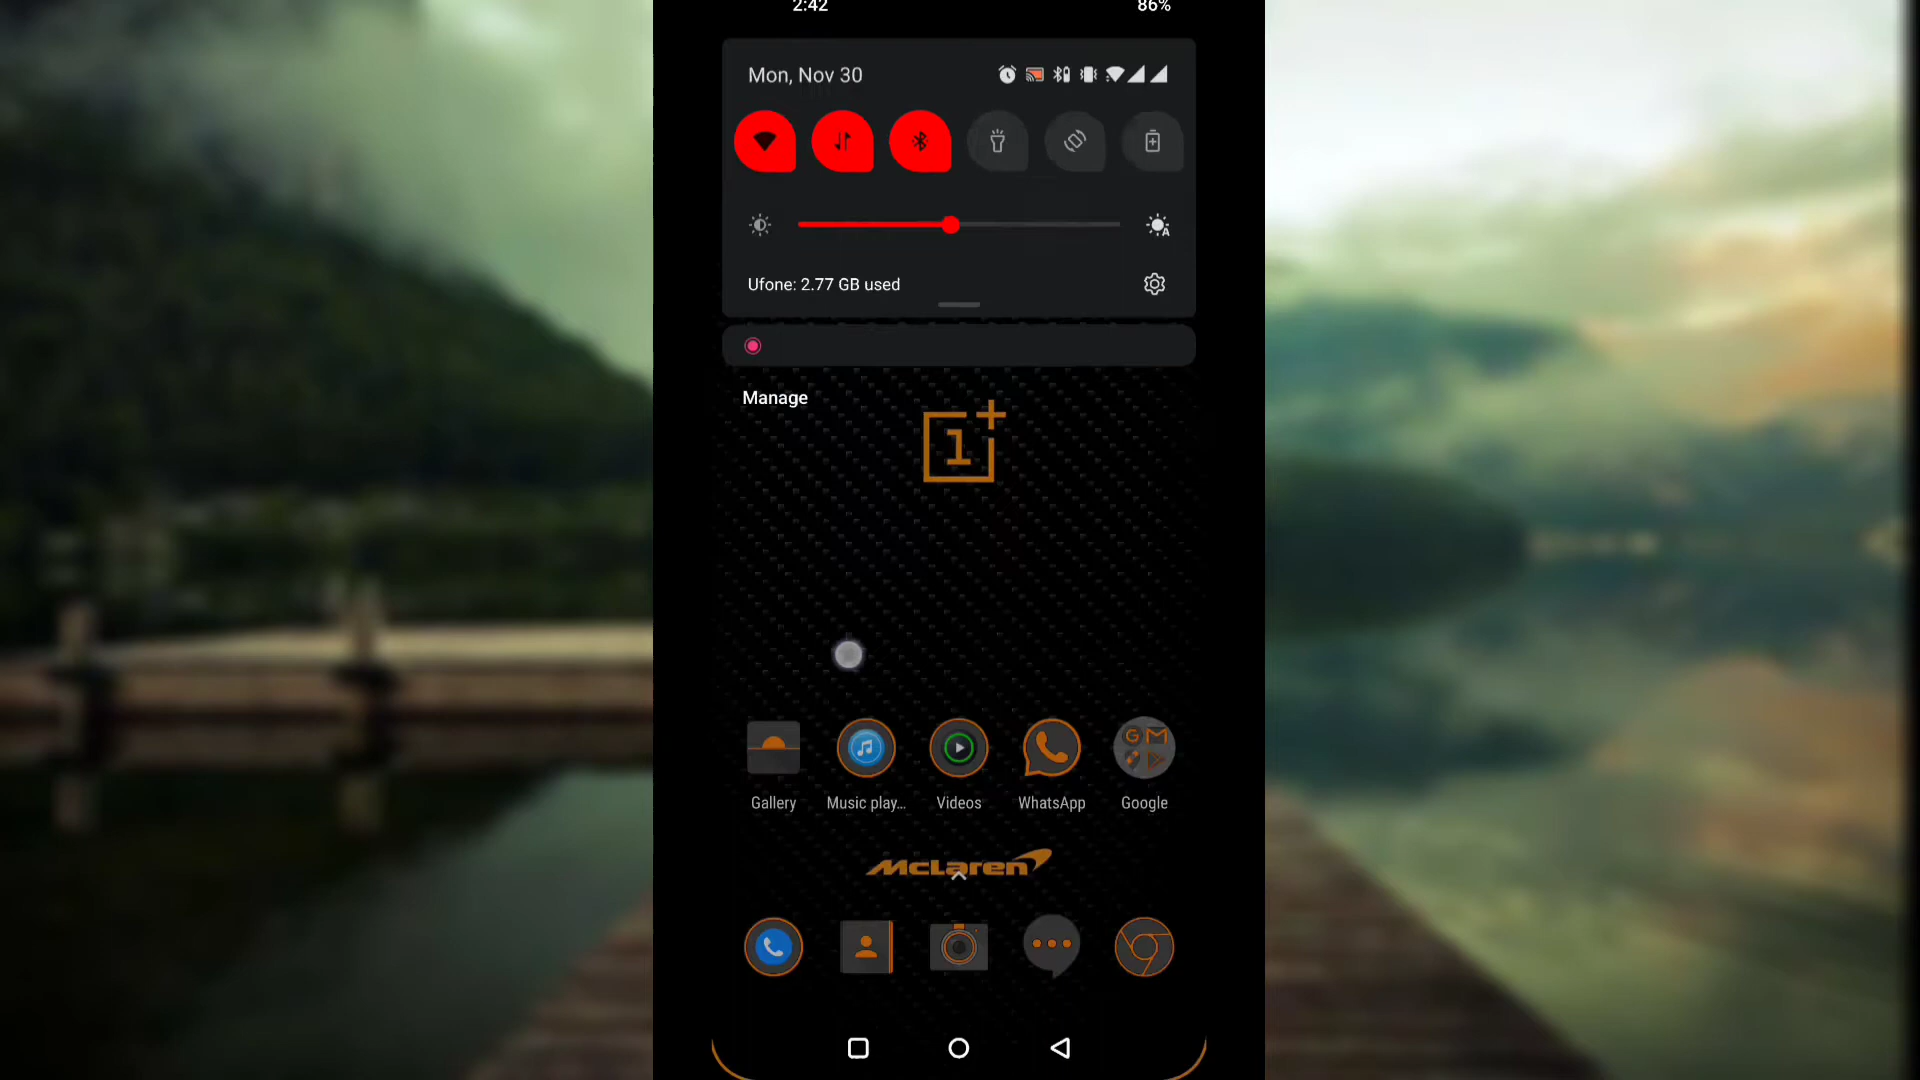 2:42 86%
Mon, Nov 30
Ufone: 2.77 GB used
Manage
1+
Gallery Music play... Videos WhatsApp Google
McLaren